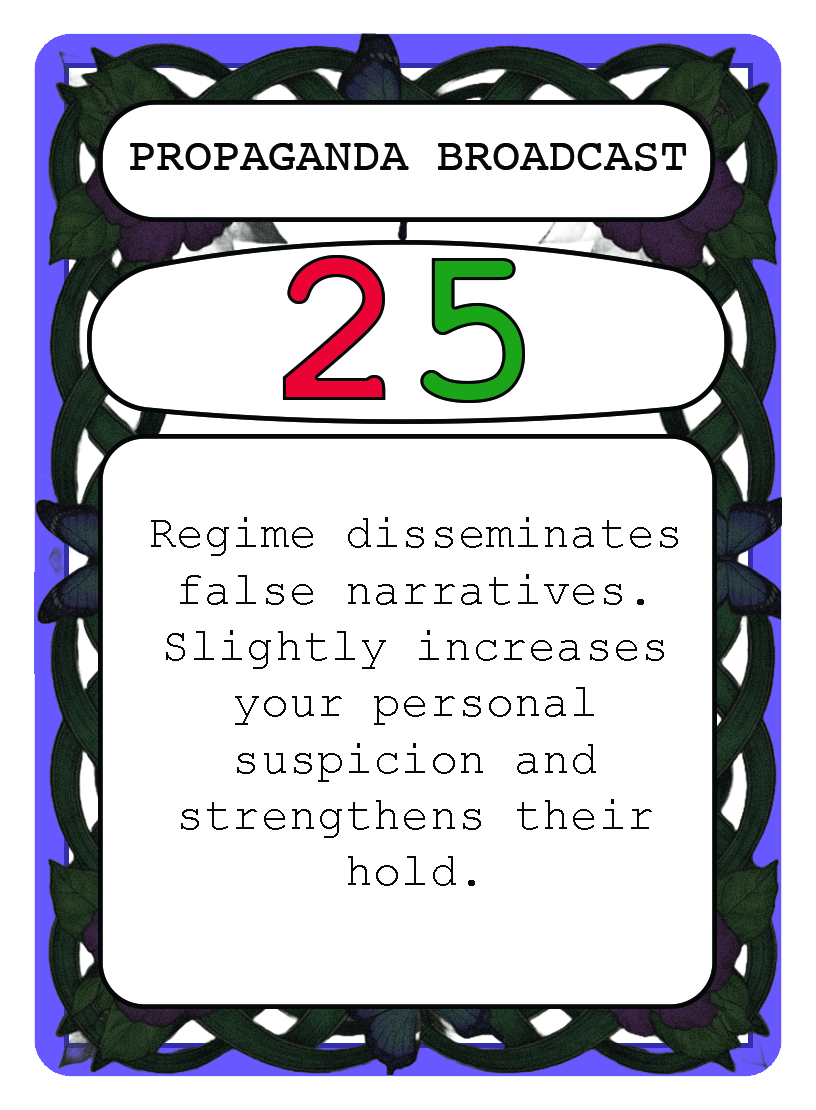 PROPAGANDA BROADCAST
25
Regime disseminates
false narratives.
Slightly increases
your personal
suspicion and
strengthens their
hold.